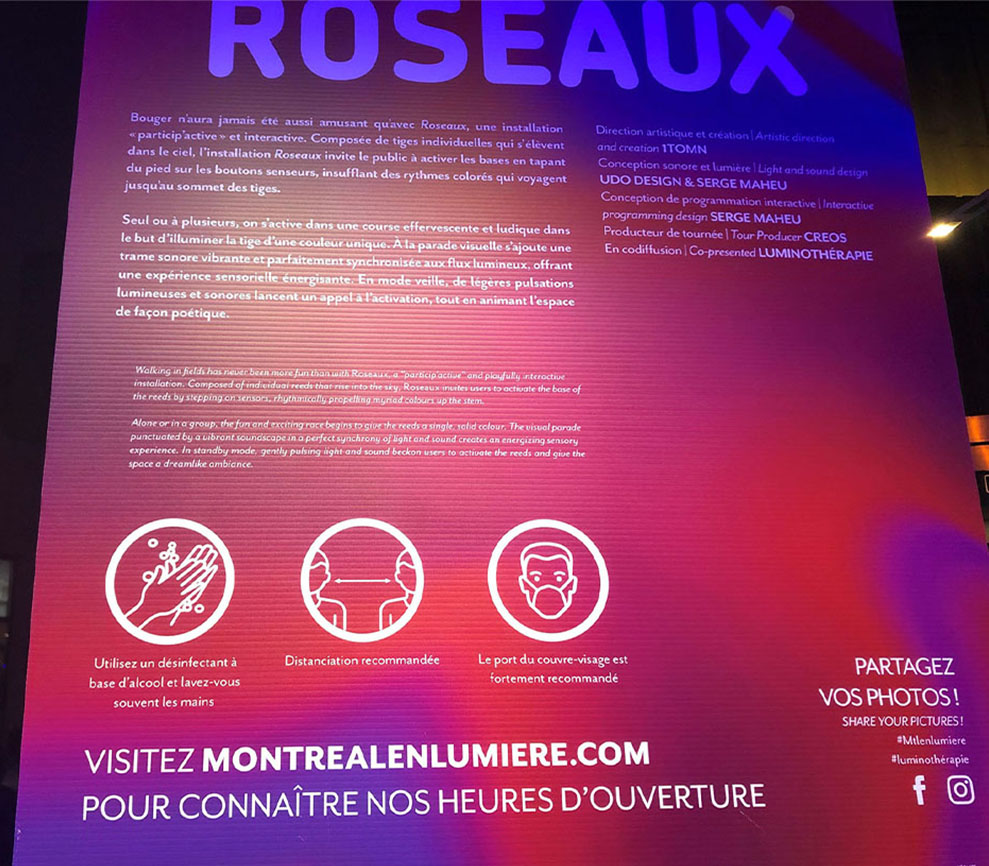 ROSEAUX
Bouger n'aura jamais été aussi amusant qu'avec Roseaux, une installation
« particip'active » et interactive. Composée de tiges individuelles qui s'élèvent
dans le ciel, l'installation Roseaux invite le public à activer les bases en tapant
du pied sur les boutons senseurs, insufflant des rythmes colorés qui voyagent
jusqu'au sommet des tiges.
Seul ou à plusieurs, on s'active dans une course effervescente et ludique dans
le but d'illuminer la tige d'une couleur unique. À la parade visuelle s'ajoute une
trame sonore vibrante et parfaitement synchronisée aux flux lumineux, offrant
une expérience sensorielle énergisante. En mode veille, de légères pulsations
lumineuses et sonores lancent un appel à l'activation, tout en animant l'espace
de façon poétique.
Walking in fields has never been more fun than with Roseaux, a "particip'active" and playfully interactive
installation. Composed of individual reeds that rise into the sky, Roseaux invites users to activate the base of
the reeds by stepping on sensors, rhythmically propelling myriad colours up the stem.
Alone or in a group, the fun and exciting race begins to give the reeds a single, solid colour. The visual parade
punctuated by a vibrant soundscape in a perfect synchrony of light and sound creates an energizing sensory
experience. In standby mode, gently pulsing light and sound beckon users to activate the reeds and give the
space a dreamlike ambiance.
Direction artistique et création | Artistic direction
and creation 1TOMN
Conception sonore et lumière | Light and sound design
UDO DESIGN & SERGE MAHEU
Conception de programmation interactive | Interactive
programming design SERGE MAHEU
Producteur de tournée | Tour Producer CREOS
En codiffusion | Co-presented LUMINOTHÉRAPIE
Utilisez un désinfectant à
base d'alcool et lavez-vous
souvent les mains
Distanciation recommandée
Le port du couvre-visage est
fortement recommandé
PARTAGEZ
VOS PHOTOS !
SHARE YOUR PICTURES !
#Mtlenlumiere
#luminothérapie
VISITEZ MONTREALENLUMIERE.COM
POUR CONNAÎTRE NOS HEURES D'OUVERTURE